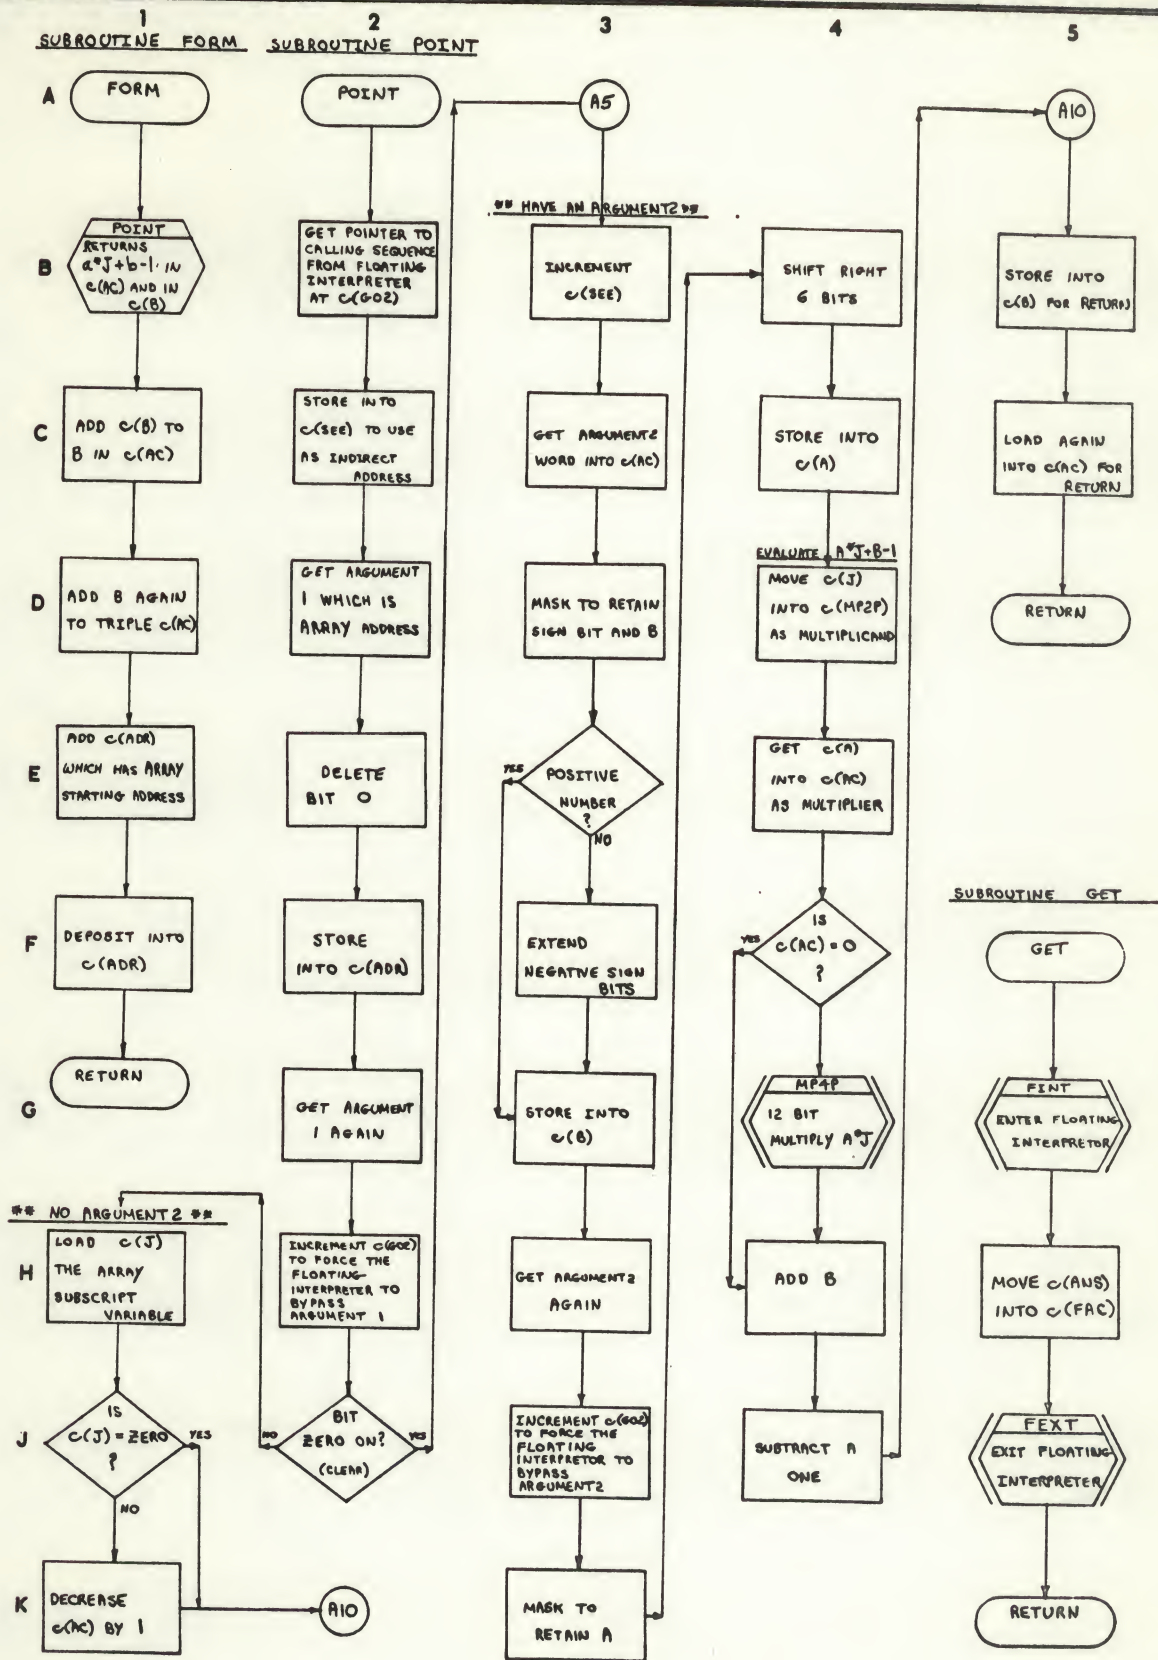 1
2
3
4
5
SUBROUTINE FORM
SUBROUTINE POINT
A
FORM
B
POINT
RETURNS
a*J+b-1. IN
c(AC) AND IN
c(B)
C
ADD c(B) TO
B IN c(AC)
D
ADD B AGAIN
TO TRIPLE c(AC)
E
ADD c(ADR)
WHICH HAS ARRAY
STARTING ADDRESS
F
DEPOSIT INTO
c(ADR)
RETURN
G
** NO ARGUMENT2 **
H
LOAD c(J)
THE ARRAY
SUBSCRIPT
VARIABLE
J
IS
c(J)=ZERO
?
YES
NO
K
DECREASE
c(AC) BY 1
A10
POINT
GET POINTER TO
CALLING SEQUENCE
FROM FLOATING
INTERPRETER
AT c(GO2)
STORE INTO
c(SEE) TO USE
AS INDIRECT
ADDRESS
GET ARGUMENT
1 WHICH IS
ARRAY ADDRESS
DELETE
BIT 0
STORE
INTO c(ADR)
GET ARGUMENT
1 AGAIN
INCREMENT c(GO2)
TO FORCE THE
FLOATING
INTERPRETER TO
BYPASS
ARGUMENT 1
BIT
ZERO ON?
(CLEAR)
NO
YES
A5
** HAVE AN ARGUMENT2 **
INCREMENT
c(SEE)
GET ARGUMENT2
WORD INTO c(AC)
MASK TO RETAIN
SIGN BIT AND B
YES
POSITIVE
NUMBER
?
NO
EXTEND
NEGATIVE SIGN
BITS
STORE INTO
c(B)
GET ARGUMENT2
AGAIN
INCREMENT c(GO2)
TO FORCE THE
FLOATING
INTERPRETOR TO
BYPASS
ARGUMENT2
MASK TO
RETAIN A
SHIFT RIGHT
6 BITS
STORE INTO
c(A)
EVALUATE A*J+B-1
MOVE c(J)
INTO c(MP2P)
AS MULTIPLICAND
GET c(A)
INTO c(AC)
AS MULTIPLIER
IS
c(AC)=0
?
YES
MP4P
12 BIT
MULTIPLY A*J
ADD B
SUBTRACT A
ONE
A10
STORE INTO
c(B) FOR RETURN
LOAD AGAIN
INTO c(AC) FOR
RETURN
RETURN
SUBROUTINE GET
GET
FINT
ENTER FLOATING
INTERPRETOR
MOVE c(ANS)
INTO c(FAC)
FEXT
EXIT FLOATING
INTERPRETER
RETURN